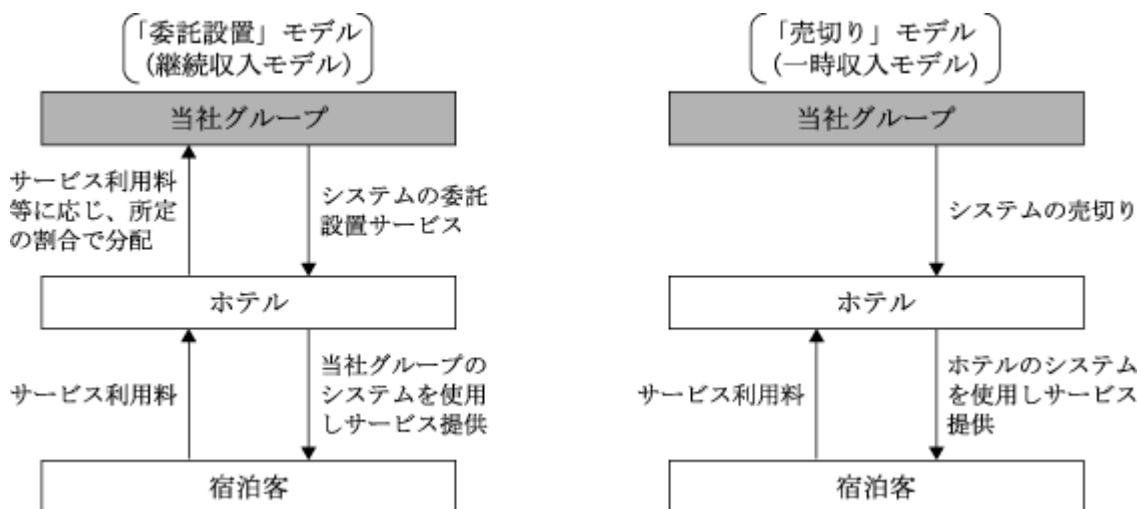 「委託設置」モデル
(継続収入モデル)
当社グループ
サービス利用料
等に応じ、所定
の割合で分配
システムの委託
設置サービス
ホテル
サービス利用料
当社グループの
システムを使用
しサービス提供
宿泊客
「売切り」モデル
(一時収入モデル)
当社グループ
システムの売切り
ホテル
サービス利用料
ホテルのシステム
を使用しサービス
提供
宿泊客